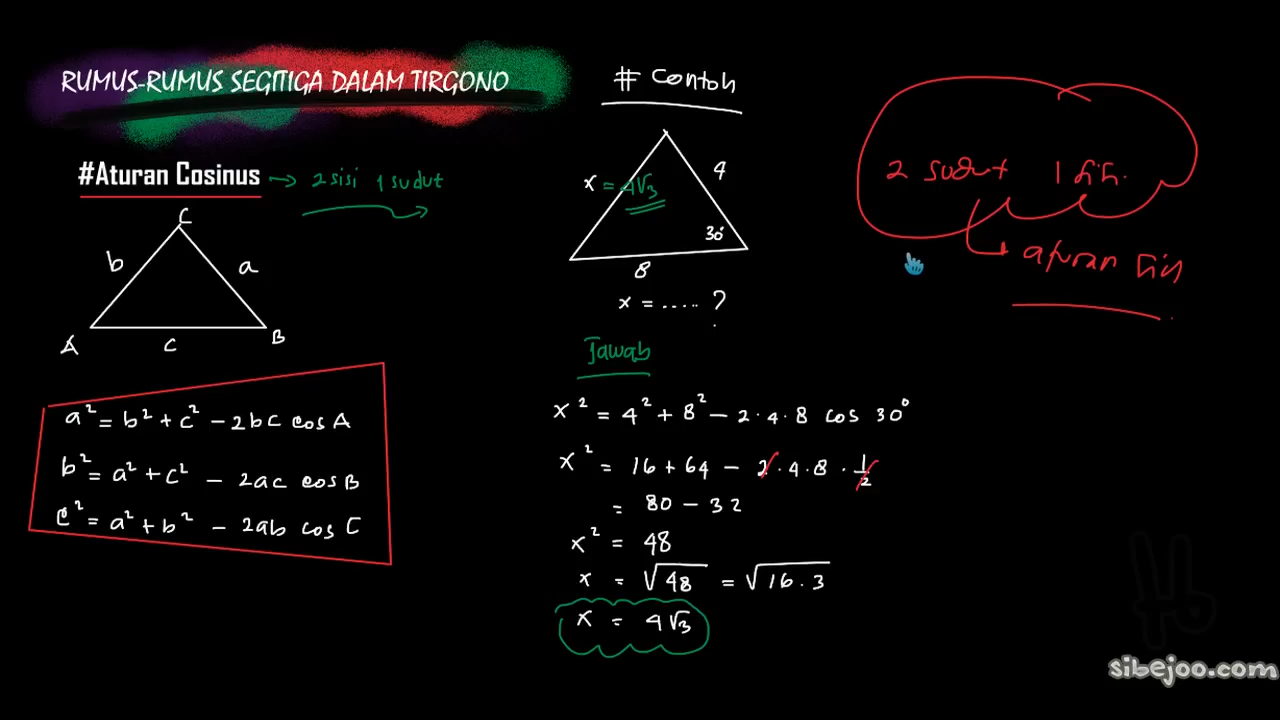 RUMUS-RUMUS SEGITIGA DALAM TIRGONO
#Aturan Cosinus → 2 sisi 1 sudut
C
b a
A c B
a² = b² + c² - 2bc cos A
b² = a² + c² - 2ac cos B
c² = a² + b² - 2ab cos C
# Contoh
x = 4√3
4
30°
8
x = ..... ?
Jawab
x² = 4² + 8² - 2 · 4 · 8 cos 30°
x² = 16 + 64 - 2 · 4 · 8 · 1/2
= 80 - 32
x² = 48
x = √48 = √16 . 3
x = 4√3
2 sudut 1 sisi.
aturan sin
sibejoo.com